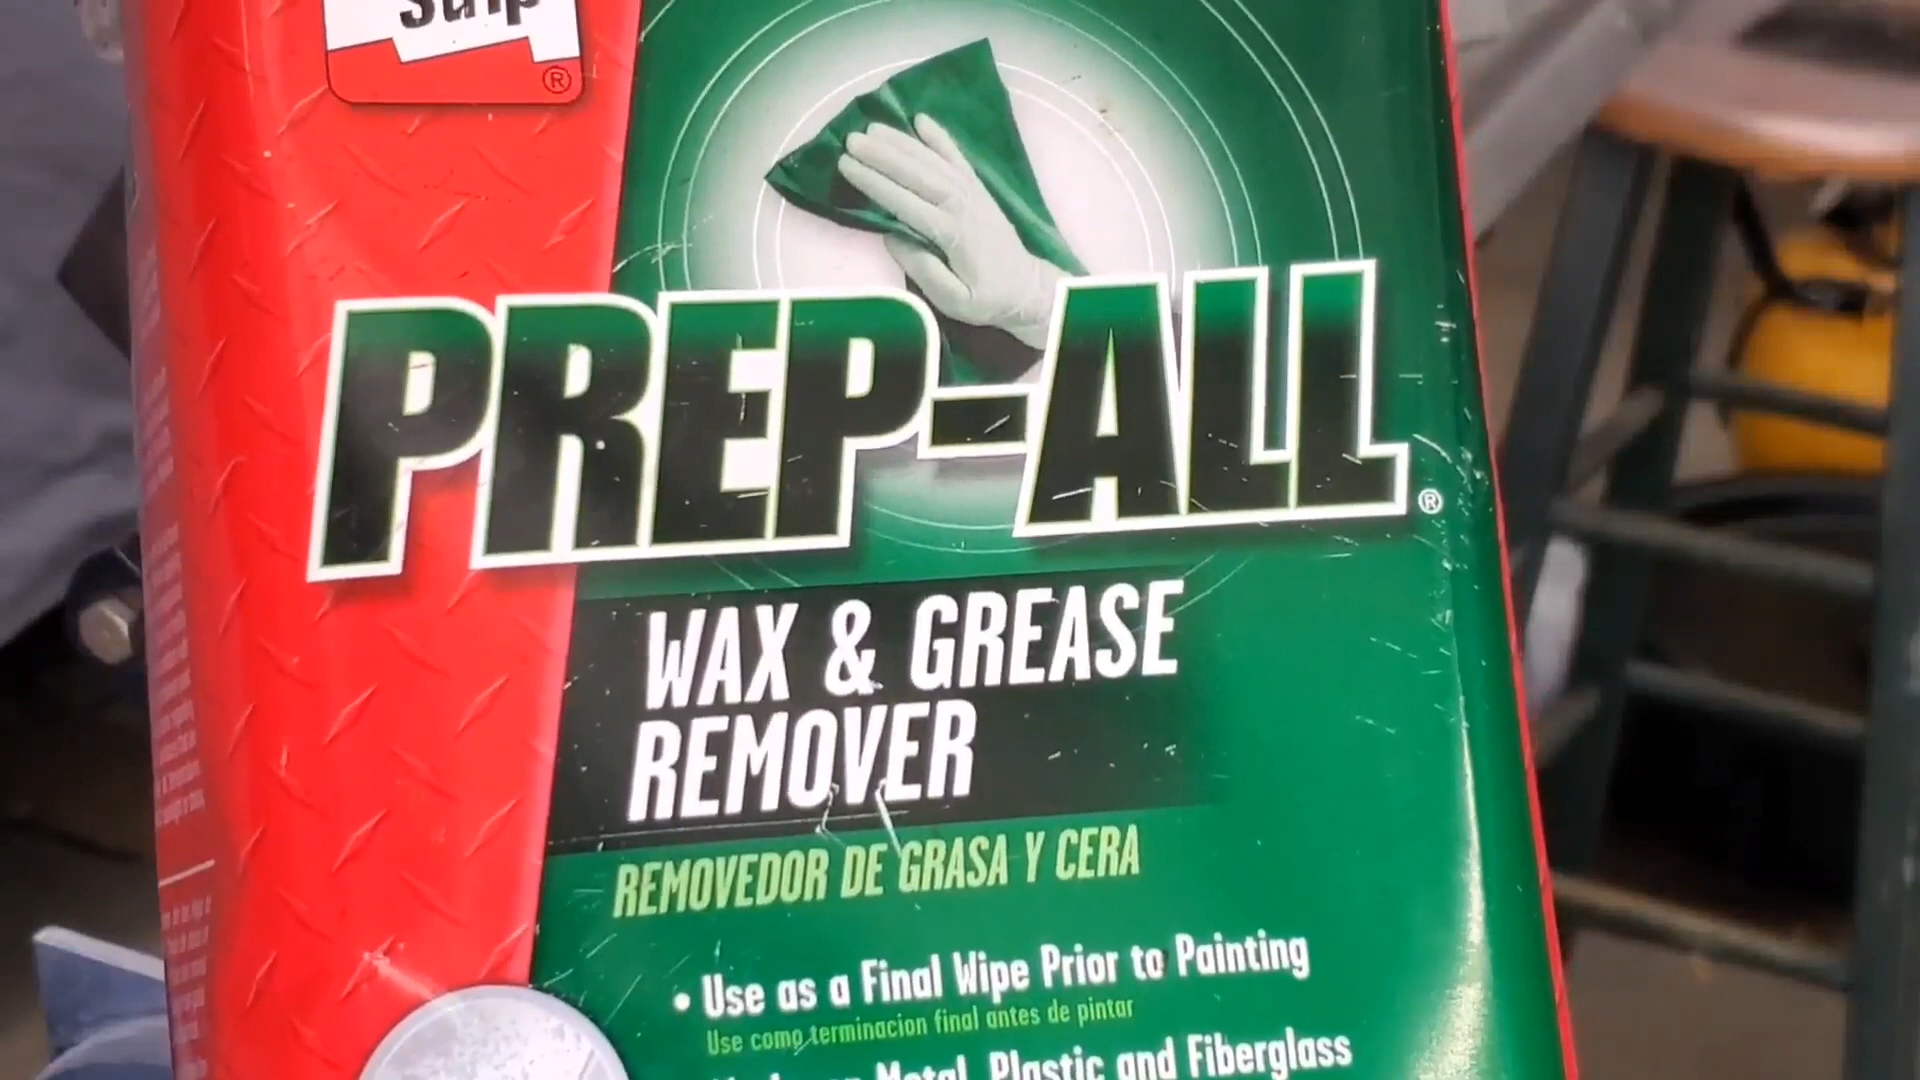 Strip
®
PREP-ALL®
WAX & GREASE
REMOVER
REMOVEDOR DE GRASA Y CERA
• Use as a Final Wipe Prior to Painting
Use como terminacion final antes de pintar
Metal, Plastic and Fiberglass